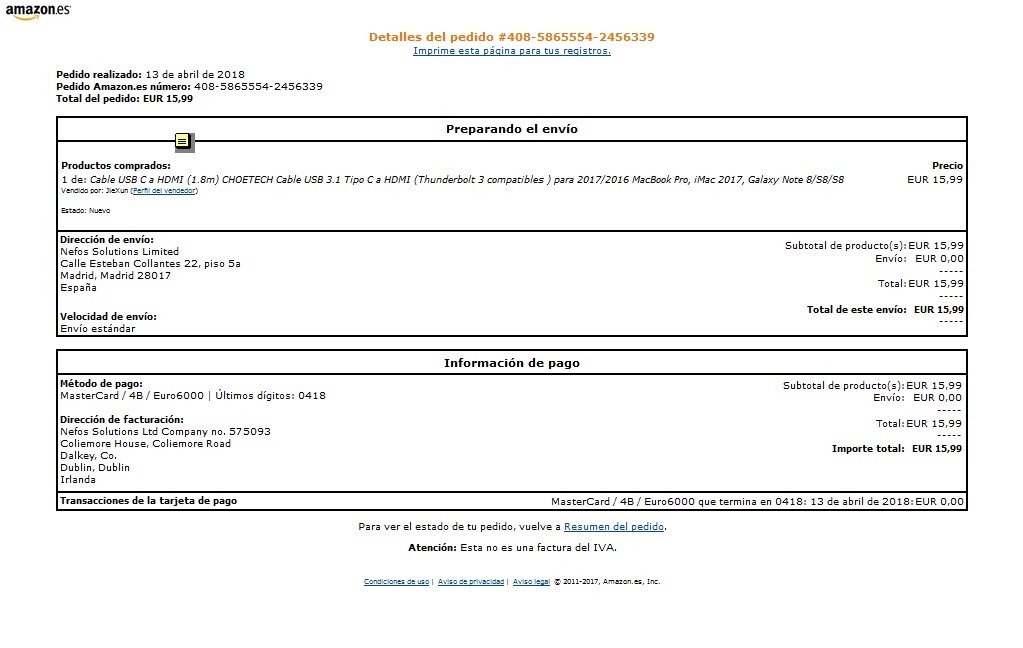 amazon.es
Detalles del pedido #408-5865554-2456339
Imprime esta página para tus registros.
Pedido realizado: 13 de abril de 2018
Pedido Amazon.es número: 408-5865554-2456339
Total del pedido: EUR 15,99
Preparando el envío
Productos comprados: Precio
1 de: Cable USB C a HDMI (1.8m) CHOETECH Cable USB 3.1 Tipo C a HDMI (Thunderbolt 3 compatibles ) para 2017/2016 MacBook Pro, iMac 2017, Galaxy Note 8/S8/S8 EUR 15,99
Vendido por: JieXun (Perfil del vendedor)
Estado: Nuevo
Dirección de envío:
Nefos Solutions Limited
Calle Esteban Collantes 22, piso 5a
Madrid, Madrid 28017
España
Velocidad de envío:
Envío estándar
Subtotal de producto(s): EUR 15,99
Envío: EUR 0,00
-----
Total: EUR 15,99
-----
Total de este envío: EUR 15,99
-----
Información de pago
Método de pago:
MasterCard / 4B / Euro6000 | Últimos dígitos: 0418
Dirección de facturación:
Nefos Solutions Ltd Company no. 575093
Coliemore House, Coliemore Road
Dalkey, Co.
Dublin, Dublin
Irlanda
Subtotal de producto(s): EUR 15,99
Envío: EUR 0,00
-----
Total: EUR 15,99
-----
Importe total: EUR 15,99
Transacciones de la tarjeta de pago MasterCard / 4B / Euro6000 que termina en 0418: 13 de abril de 2018: EUR 0,00
Para ver el estado de tu pedido, vuelve a Resumen del pedido.
Atención: Esta no es una factura del IVA.
Condiciones de uso | Aviso de privacidad | Aviso legal © 2011-2017, Amazon.es, Inc.